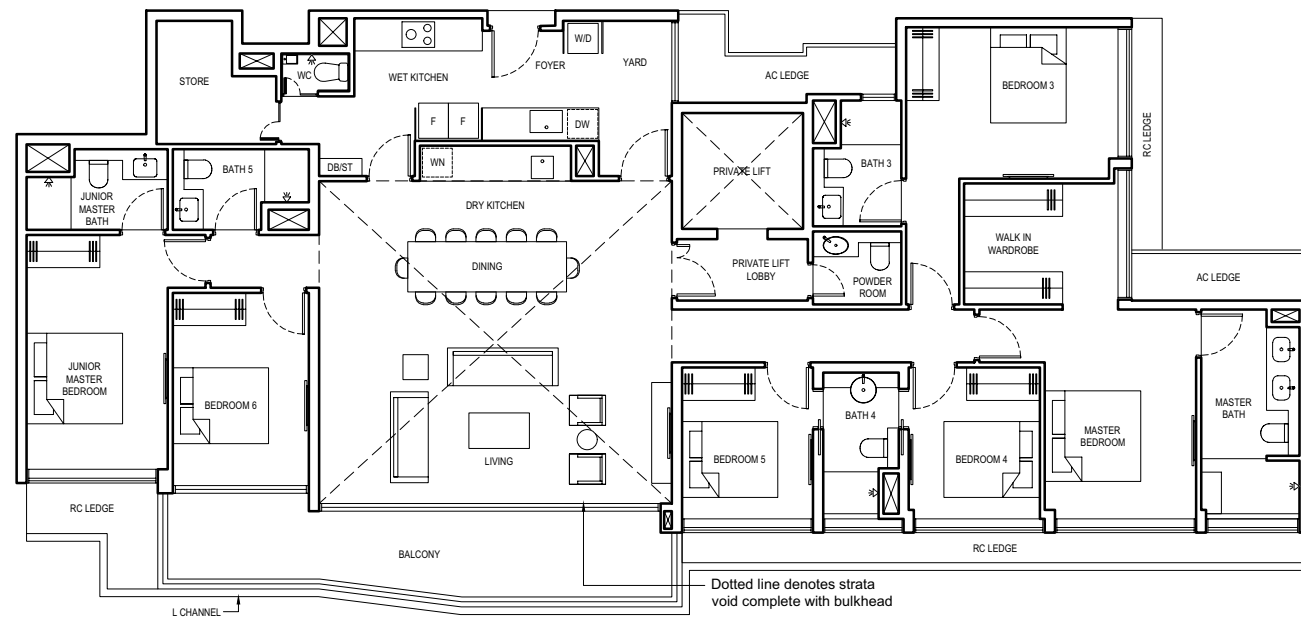 STORE
WC
WET KITCHEN
FOYER
W/D
YARD
AC LEDGE
BEDROOM 3
RC LEDGE
F
F
DW
DB/ST
WN
BATH 5
JUNIOR
MASTER
BATH
PRIVATE LIFT
BATH 3
DRY KITCHEN
DINING
PRIVATE LIFT
LOBBY
POWDER
ROOM
WALK IN
WARDROBE
AC LEDGE
JUNIOR
MASTER
BEDROOM
BEDROOM 6
LIVING
BEDROOM 5
BATH 4
BEDROOM 4
MASTER
BEDROOM
MASTER
BATH
RC LEDGE
BALCONY
RC LEDGE
L CHANNEL
Dotted line denotes strata
void complete with bulkhead